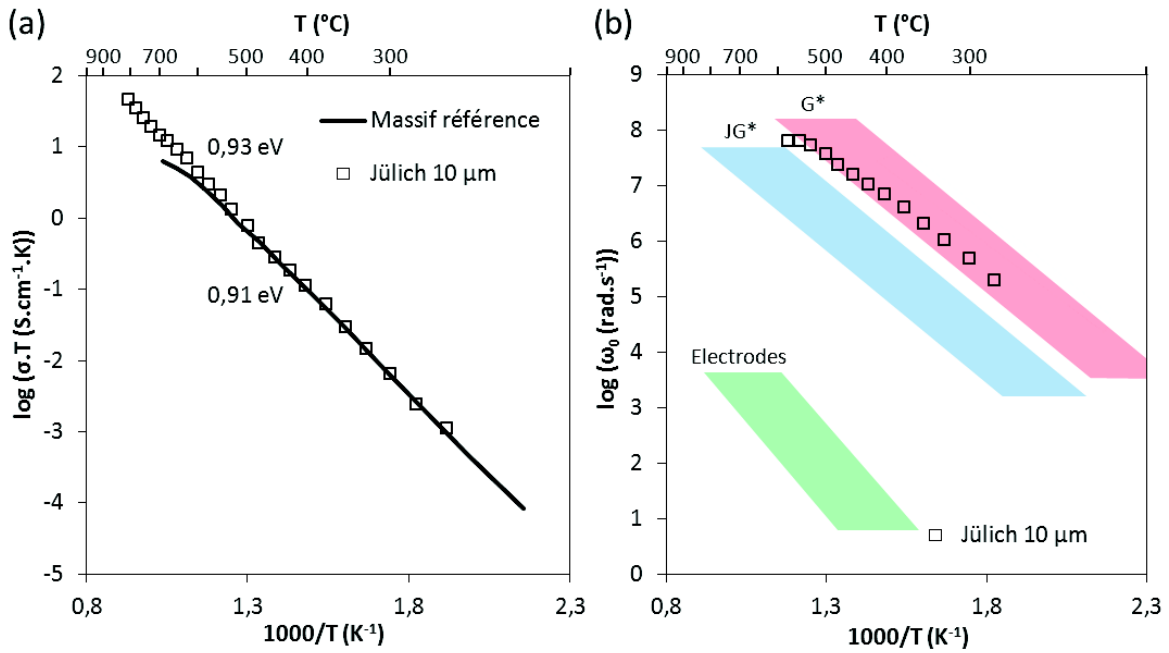 (a)
T (°C)
900 700 500 400 300
2
1
0
-1
-2
-3
-4
-5
log (σ.T (S.cm⁻¹.K))
0,93 eV
0,91 eV
Massif référence
Jülich 10 µm
0,8 1,3 1,8 2,3
1000/T (K⁻¹)
(b)
T (°C)
900 700 500 400 300
9
8
7
6
5
4
3
2
1
0
log (ω₀ (rad.s⁻¹))
G*
JG*
Electrodes
Jülich 10 µm
0,8 1,3 1,8 2,3
1000/T (K⁻¹)